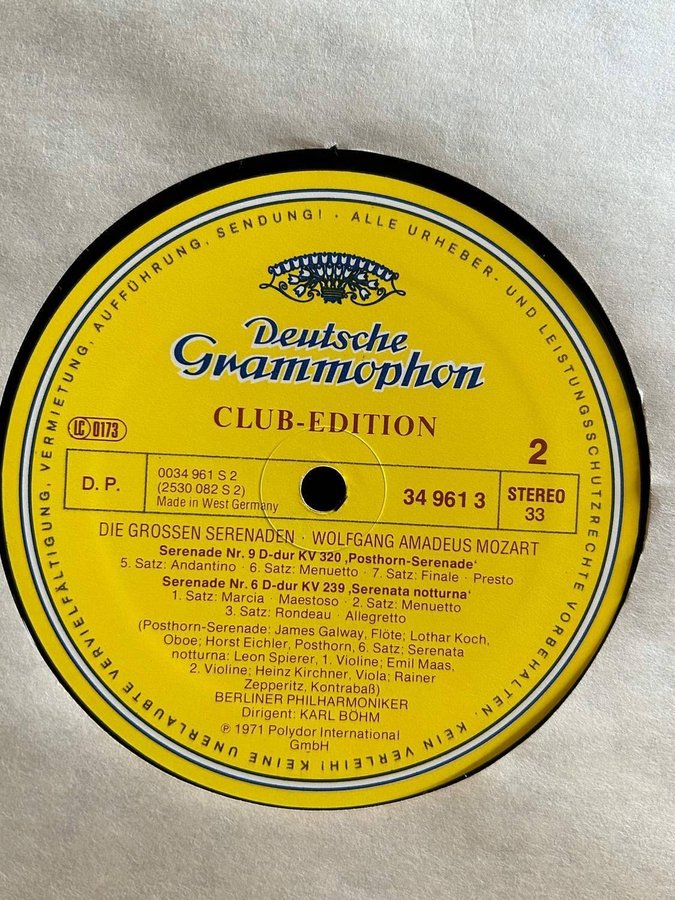 KEINE UNERLAUBTE VERVIELFÄLTIGUNG, VERMIETUNG, AUFFÜHRUNG, SENDUNG! · ALLE URHEBER- UND LEISTUNGSSCHUTZRECHTE VORBEHALTEN · KEIN VERLEIH!
Deutsche
Grammophon
CLUB-EDITION
LC 0173
2
D. P.
0034 961 S 2
(2530 082 S 2)
Made in West Germany
34 961 3
STEREO
33
DIE GROSSEN SERENADEN · WOLFGANG AMADEUS MOZART
Serenade Nr. 9 D-dur KV 320 ‚Posthorn-Serenade‘
5. Satz: Andantino · 6. Satz: Menuetto · 7. Satz: Finale · Presto
Serenade Nr. 6 D-dur KV 239 ‚Serenata notturna‘
1. Satz: Marcia · Maestoso · 2. Satz: Menuetto
3. Satz: Rondeau · Allegretto
(Posthorn-Serenade: James Galway, Flöte; Lothar Koch,
Oboe; Horst Eichler, Posthorn, 6. Satz; Serenata
notturna: Leon Spierer, 1. Violine; Emil Maas,
2. Violine; Heinz Kirchner, Viola; Rainer
Zepperitz, Kontrabaß)
BERLINER PHILHARMONIKER
Dirigent: KARL BÖHM
℗ 1971 Polydor International
GmbH